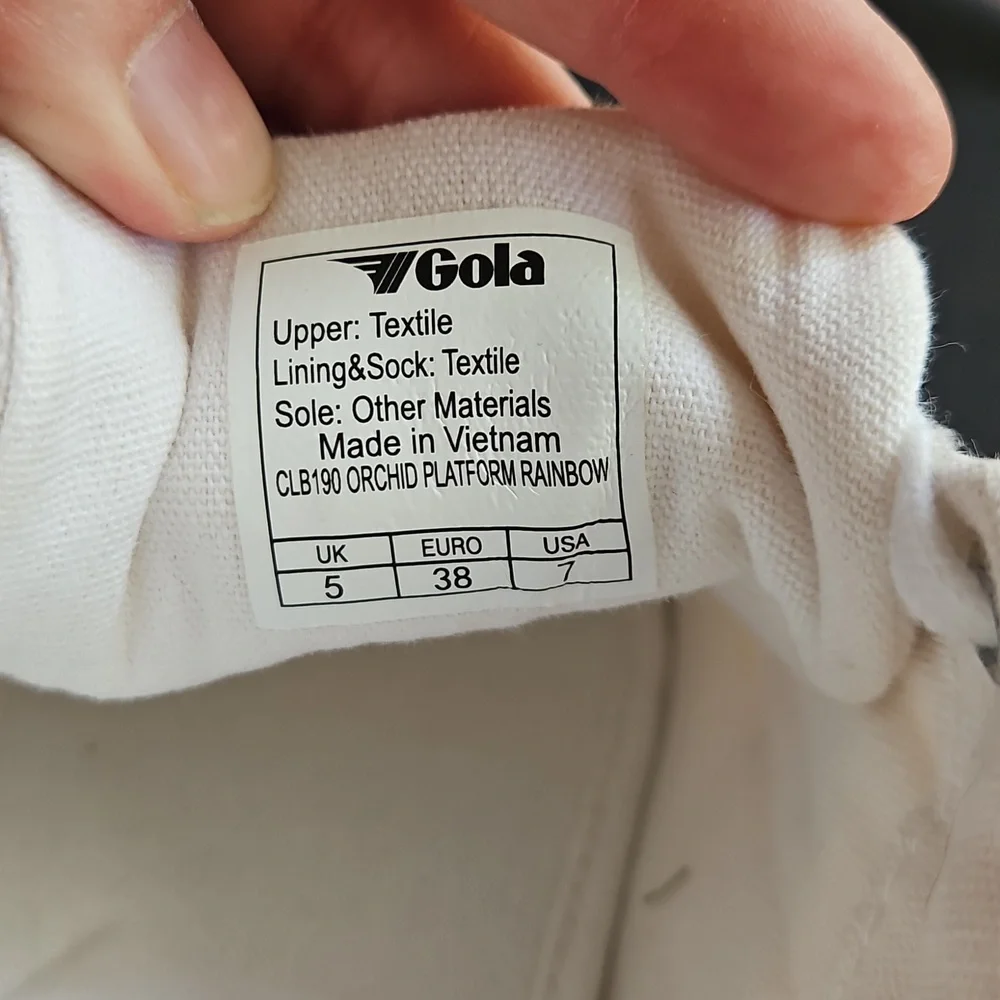 Gola
Upper: Textile
Lining&Sock: Textile
Sole: Other Materials
Made in Vietnam
CLB190 ORCHID PLATFORM RAINBOW
UK EURO USA
5 38 7